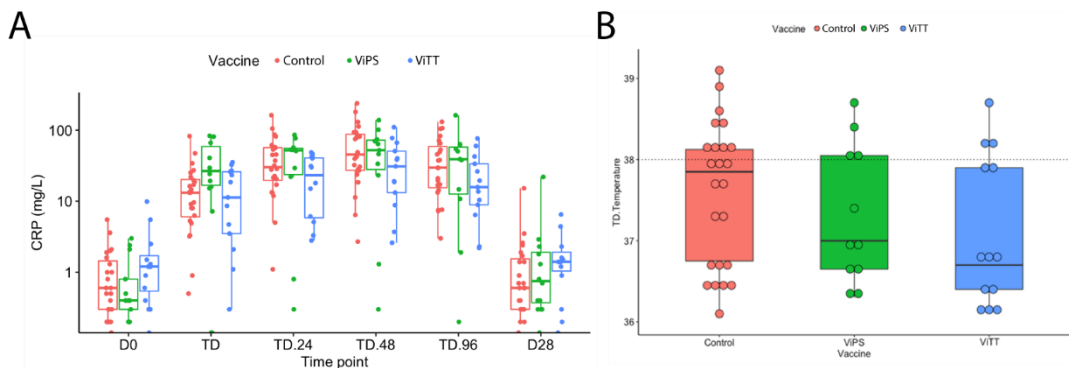 A
Vaccine Control ViPS ViTT
CRP (mg/L)
100
10
1
D0 TD TD.24 TD.48 TD.96 D28
Time point
B
Vaccine Control ViPS ViTT
TD.Temperature
39
38
37
36
Control ViPS ViTT
Vaccine